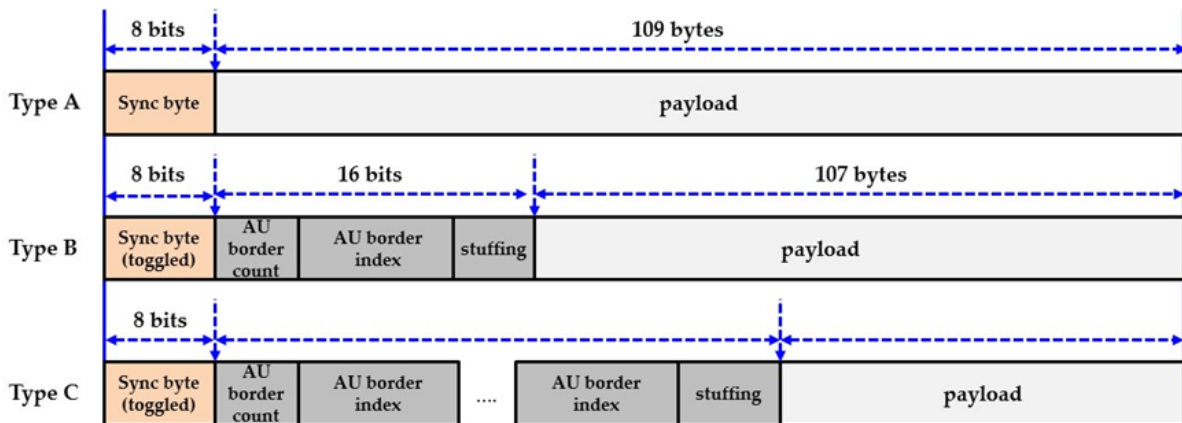 8 bits
109 bytes
Type A
Sync byte
payload
8 bits
16 bits
107 bytes
Type B
Sync byte
(toggled)
AU
border
count
AU border
index
stuffing
payload
8 bits
Type C
Sync byte
(toggled)
AU
border
count
AU border
index
....
AU border
index
stuffing
payload